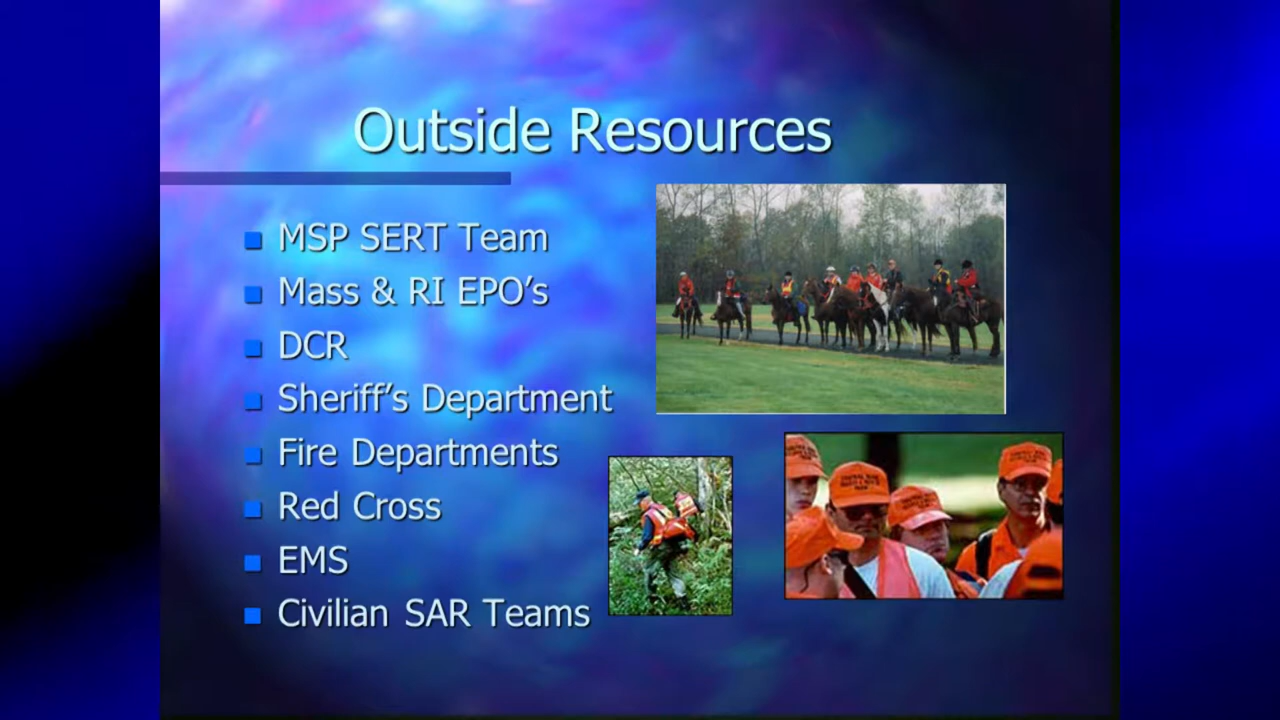 Outside Resources
MSP SERT Team
Mass & RI EPO’s
DCR
Sheriff’s Department
Fire Departments
Red Cross
EMS
Civilian SAR Teams